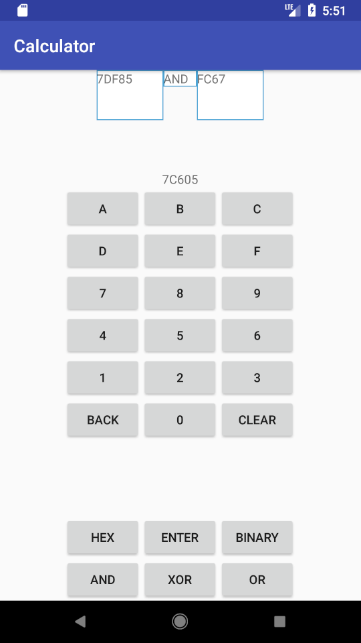 LTE 5:51
Calculator
7DF85 AND FC67
7C605
A B C
D E F
7 8 9
4 5 6
1 2 3
BACK 0 CLEAR
HEX ENTER BINARY
AND XOR OR